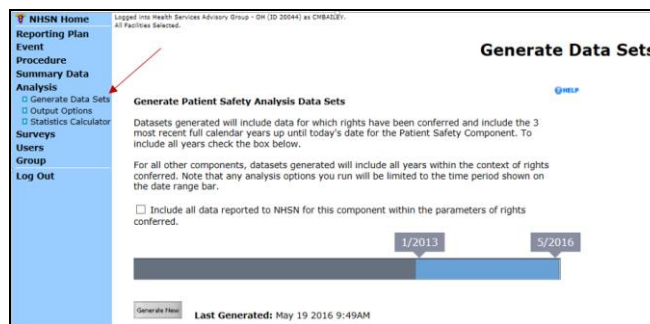 NHSN Home
Logged into Health Services Advisory Group - OH (ID 20044) as CMBAILEY.
All Facilities Selected.
Reporting Plan
Event
Procedure
Summary Data
Analysis
Generate Data Sets
Output Options
Statistics Calculator
Surveys
Users
Group
Log Out
Generate Data Sets
HELP
Generate Patient Safety Analysis Data Sets
Datasets generated will include data for which rights have been conferred and include the 3
most recent full calendar years up until today's date for the Patient Safety Component. To
include all years check the box below.
For all other components, datasets generated will include all years within the context of rights
conferred. Note that any analysis options you run will be limited to the time period shown on
the date range bar.
Include all data reported to NHSN for this component within the parameters of rights
conferred.
1/2013
5/2016
Generate New
Last Generated: May 19 2016 9:49AM